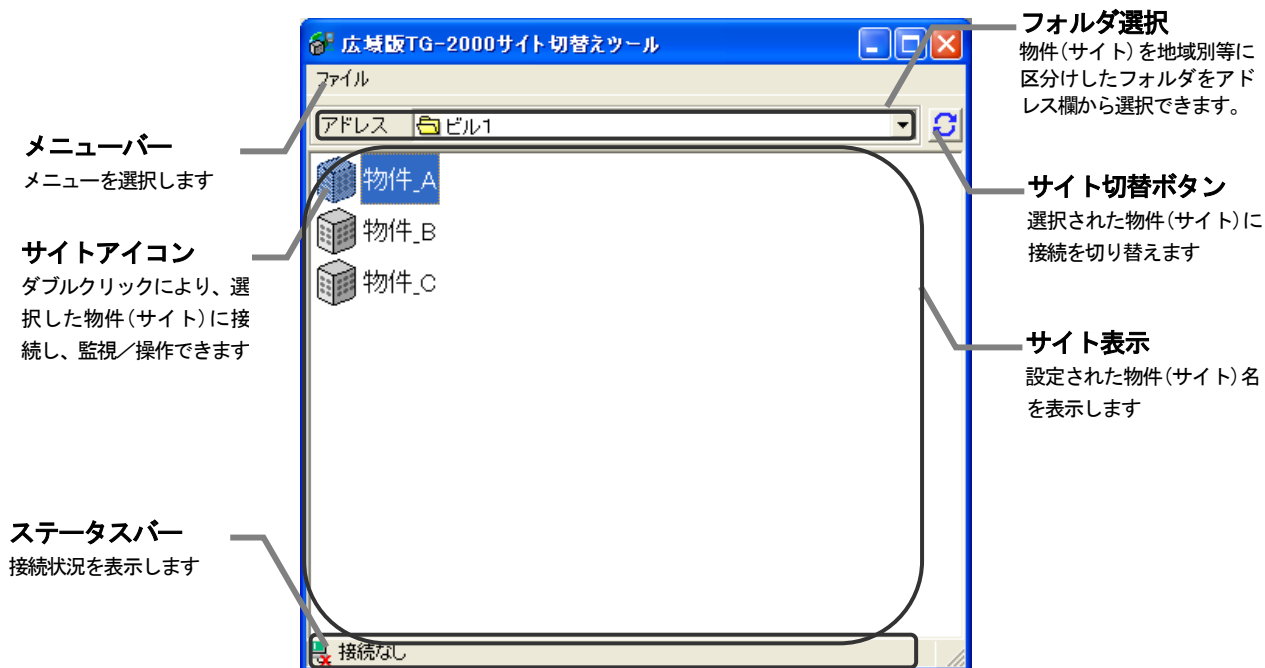 フォルダ選択
物件(サイト)を地域別等に
区分けしたフォルダをアド
レス欄から選択できます。
広域版TG-2000サイト切替えツール
ファイル
アドレス ビル1
メニューバー
メニューを選択します
物件_A
物件_B
物件_C
サイト切替ボタン
選択された物件(サイト)に
接続を切り替えます
サイトアイコン
ダブルクリックにより、選
択した物件(サイト)に接
続し、監視／操作できます
サイト表示
設定された物件(サイト)名
を表示します
ステータスバー
接続状況を表示します
接続なし